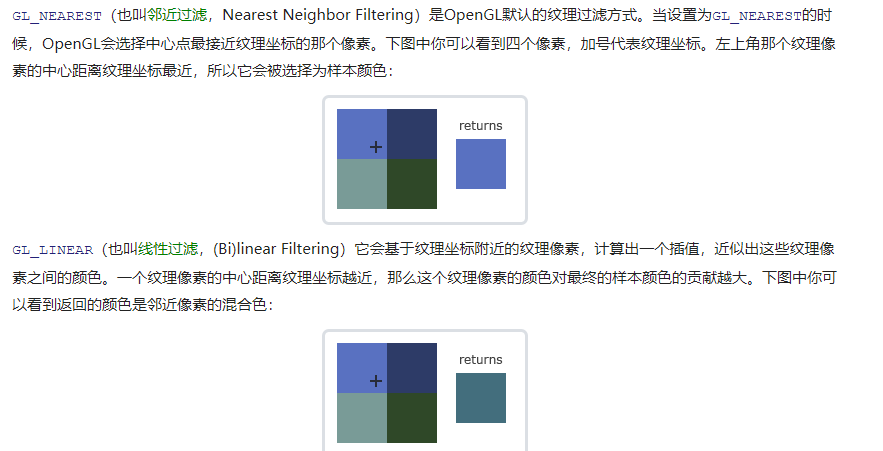 GL_NEAREST（也叫邻近过滤，Nearest Neighbor Filtering）是OpenGL默认的纹理过滤方式。当设置为GL_NEAREST的时
候，OpenGL会选择中心点最接近纹理坐标的那个像素。下图中你可以看到四个像素，加号代表纹理坐标。左上角那个纹理像
素的中心距离纹理坐标最近，所以它会被选择为样本颜色：
returns
GL_LINEAR（也叫线性过滤，(Bi)linear Filtering）它会基于纹理坐标附近的纹理像素，计算出一个插值，近似出这些纹理像
素之间的颜色。一个纹理像素的中心距离纹理坐标越近，那么这个纹理像素的颜色对最终的样本颜色的贡献越大。下图中你可
以看到返回的颜色是邻近像素的混合色：
returns